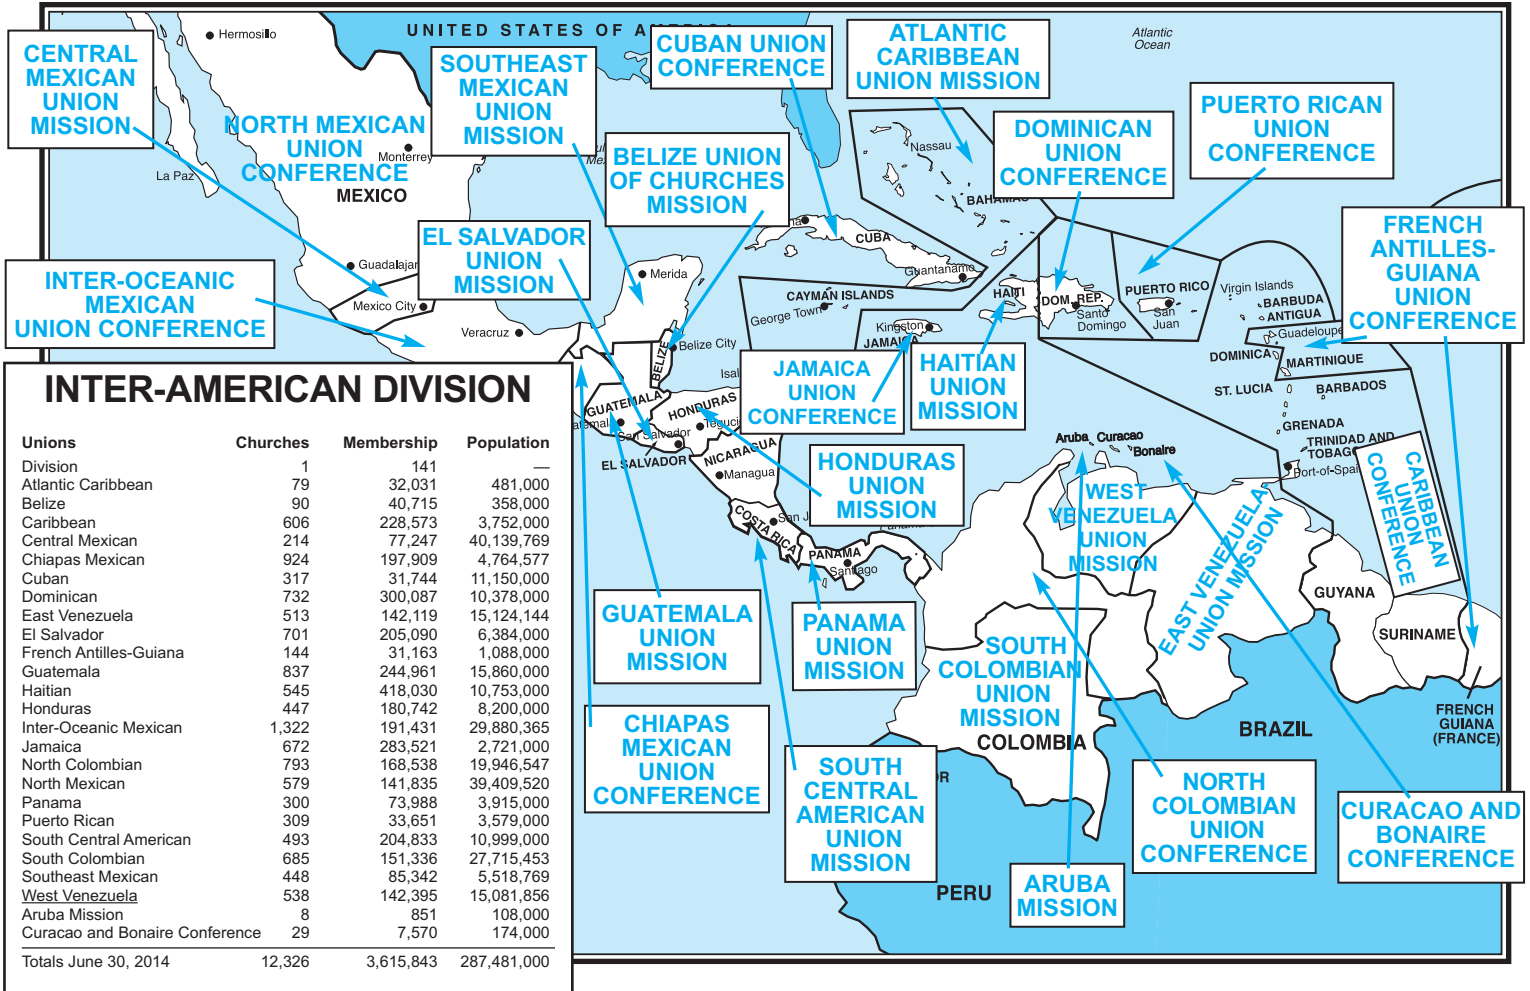 UNITED STATES OF A
Atlantic
Ocean
Hermosillo
CENTRAL
MEXICAN
UNION
MISSION
NORTH MEXICAN
UNION
CONFERENCE
Monterrey
MEXICO
La Paz
SOUTHEAST
MEXICAN
UNION
MISSION
CUBAN UNION
CONFERENCE
ATLANTIC
CARIBBEAN
UNION MISSION
PUERTO RICAN
UNION
CONFERENCE
DOMINICAN
UNION
CONFERENCE
Nassau
BAHAMAS
BELIZE UNION
OF CHURCHES
MISSION
EL SALVADOR
UNION
MISSION
FRENCH
ANTILLES-
GUIANA
UNION
CONFERENCE
INTER-OCEANIC
MEXICAN
UNION CONFERENCE
Guadalajar
Mexico City
Veracruz
Merida
CUBA
Guantanamo
CAYMAN ISLANDS
George Town
Kingston
JAMAICA
HAITI
DOM. REP.
Santo
Domingo
PUERTO RICO
San
Juan
Virgin Islands
BARBUDA
ANTIGUA
Guadeloupe
DOMINICA
MARTINIQUE
ST. LUCIA
BARBADOS
GRENADA
TRINIDAD AND
TOBAGO
Port-of-Spai
BELIZE
Belize City
Isal
JAMAICA
UNION
CONFERENCE
HAITIAN
UNION
MISSION
GUATEMALA
atemal
HONDURAS
Teguci
San Salvador
EL SALVADOR
NICARAGUA
Managua
HONDURAS
UNION
MISSION
COSTA RICA
San J
PANAMA
Santiago
Aruba
Curacao
Bonaire
WEST
VENEZUELA
UNION
MISSION
EAST VENEZUELA
UNION MISSION
CARIBBEAN
UNION
CONFERENCE
GUYANA
SURINAME
FRENCH
GUIANA
(FRANCE)
GUATEMALA
UNION
MISSION
PANAMA
UNION
MISSION
SOUTH
COLOMBIAN
UNION
MISSION
COLOMBIA
BRAZIL
CHIAPAS
MEXICAN
UNION
CONFERENCE
SOUTH
CENTRAL
AMERICAN
UNION
MISSION
OR
PERU
ARUBA
MISSION
NORTH
COLOMBIAN
UNION
CONFERENCE
CURACAO AND
BONAIRE
CONFERENCE
INTER-AMERICAN DIVISION
Unions Churches Membership Population
Division 1 141 —
Atlantic Caribbean 79 32,031 481,000
Belize 90 40,715 358,000
Caribbean 606 228,573 3,752,000
Central Mexican 214 77,247 40,139,769
Chiapas Mexican 924 197,909 4,764,577
Cuban 317 31,744 11,150,000
Dominican 732 300,087 10,378,000
East Venezuela 513 142,119 15,124,144
El Salvador 701 205,090 6,384,000
French Antilles-Guiana 144 31,163 1,088,000
Guatemala 837 244,961 15,860,000
Haitian 545 418,030 10,753,000
Honduras 447 180,742 8,200,000
Inter-Oceanic Mexican 1,322 191,431 29,880,365
Jamaica 672 283,521 2,721,000
North Colombian 793 168,538 19,946,547
North Mexican 579 141,835 39,409,520
Panama 300 73,988 3,915,000
Puerto Rican 309 33,651 3,579,000
South Central American 493 204,833 10,999,000
South Colombian 685 151,336 27,715,453
Southeast Mexican 448 85,342 5,518,769
West Venezuela 538 142,395 15,081,856
Aruba Mission 8 851 108,000
Curacao and Bonaire Conference 29 7,570 174,000
Totals June 30, 2014 12,326 3,615,843 287,481,000